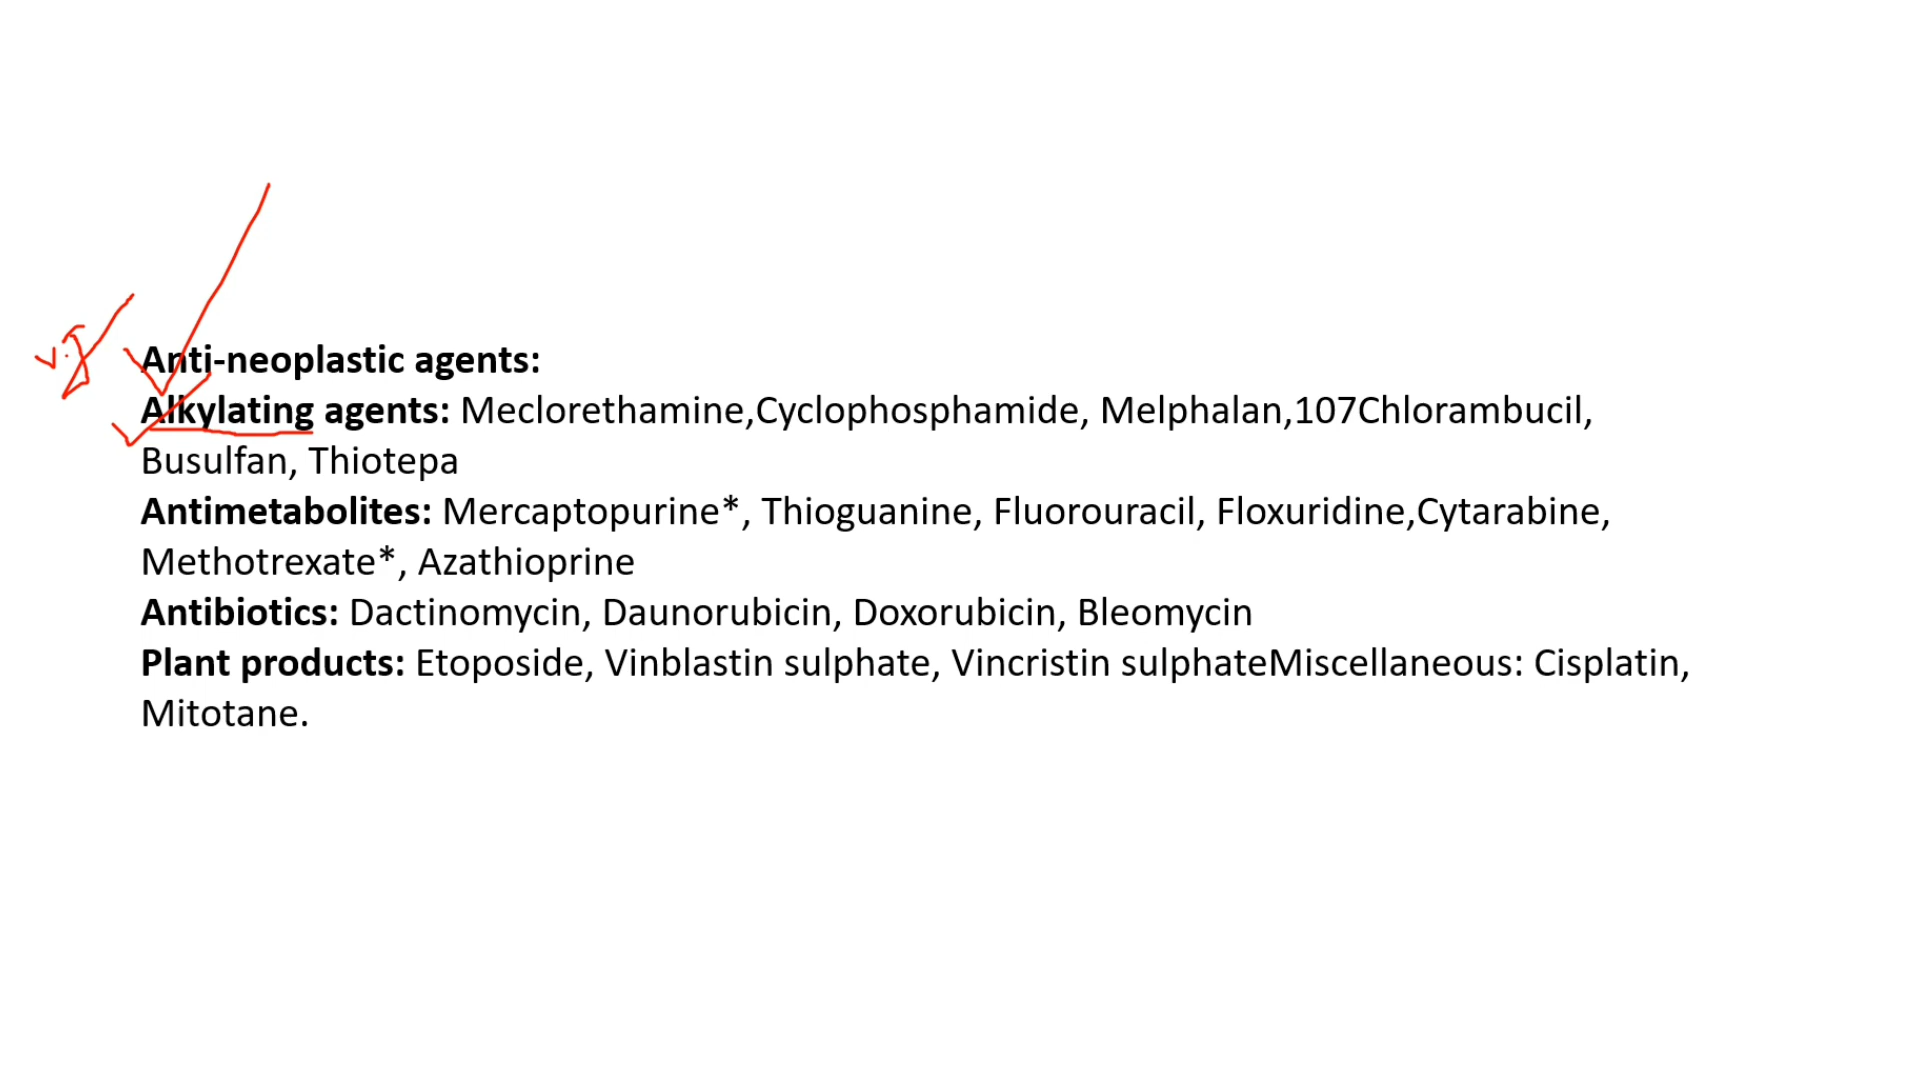 Anti-neoplastic agents:
Alkylating agents: Meclorethamine,Cyclophosphamide, Melphalan,107Chlorambucil,
Busulfan, Thiotepa
Antimetabolites: Mercaptopurine*, Thioguanine, Fluorouracil, Floxuridine,Cytarabine,
Methotrexate*, Azathioprine
Antibiotics: Dactinomycin, Daunorubicin, Doxorubicin, Bleomycin
Plant products: Etoposide, Vinblastin sulphate, Vincristin sulphateMiscellaneous: Cisplatin,
Mitotane.